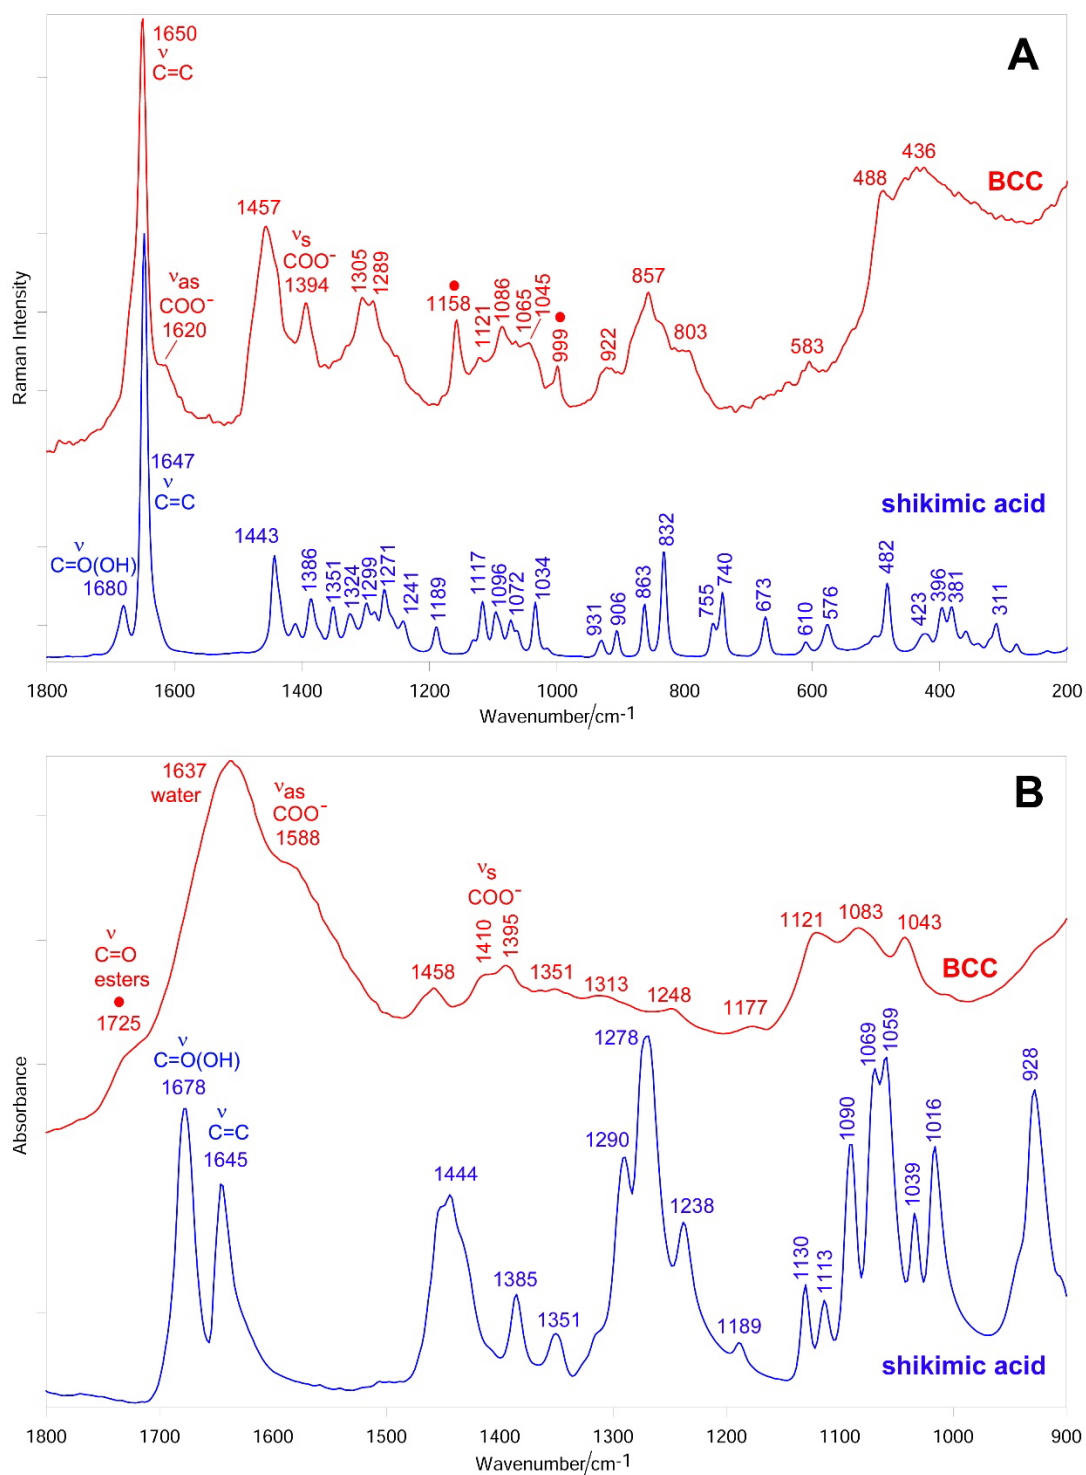 A
1650
ν
C=C
νas
COO⁻
1620
1457
νs
COO⁻
1394
1305
1289
1158
1121
1086
1065
1045
999
922
857
803
583
488
436
BCC
Raman Intensity
1647
ν
C=C
ν
C=O(OH)
1680
1443
1386
1351
1324
1299
1271
1241
1189
1117
1096
1072
1034
931
906
863
832
755
740
673
610
576
482
423
396
381
311
shikimic acid
1800 1600 1400 1200 1000 800 600 400 200
Wavenumber/cm-1
B
1637
water
νas
COO⁻
1588
ν
C=O
esters
1725
1458
νs
COO⁻
1410
1395
1351
1313
1248
1177
1121
1083
1043
BCC
Absorbance
ν
C=O(OH)
1678
ν
C=C
1645
1444
1385
1351
1290
1278
1238
1189
1130
1113
1090
1069
1059
1039
1016
928
shikimic acid
1800 1700 1600 1500 1400 1300 1200 1100 1000 900
Wavenumber/cm-1